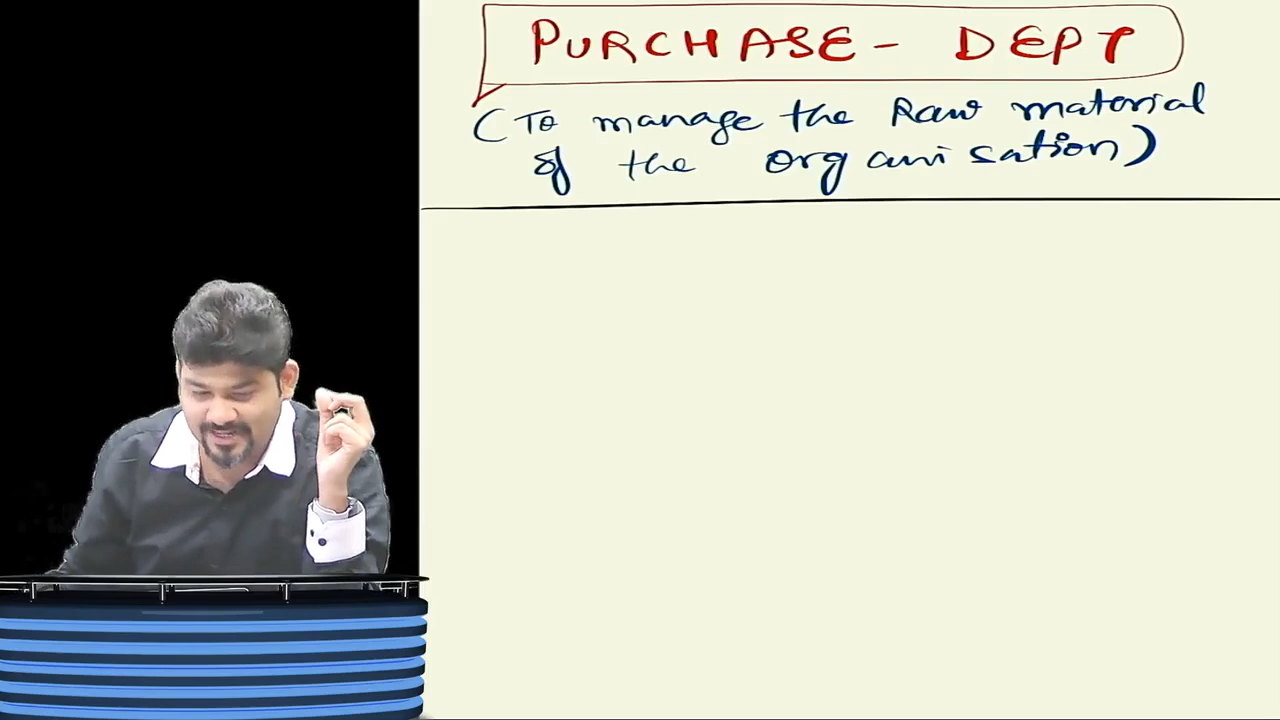 PURCHASE - DEPT
(To manage the Raw material
of the organisation)